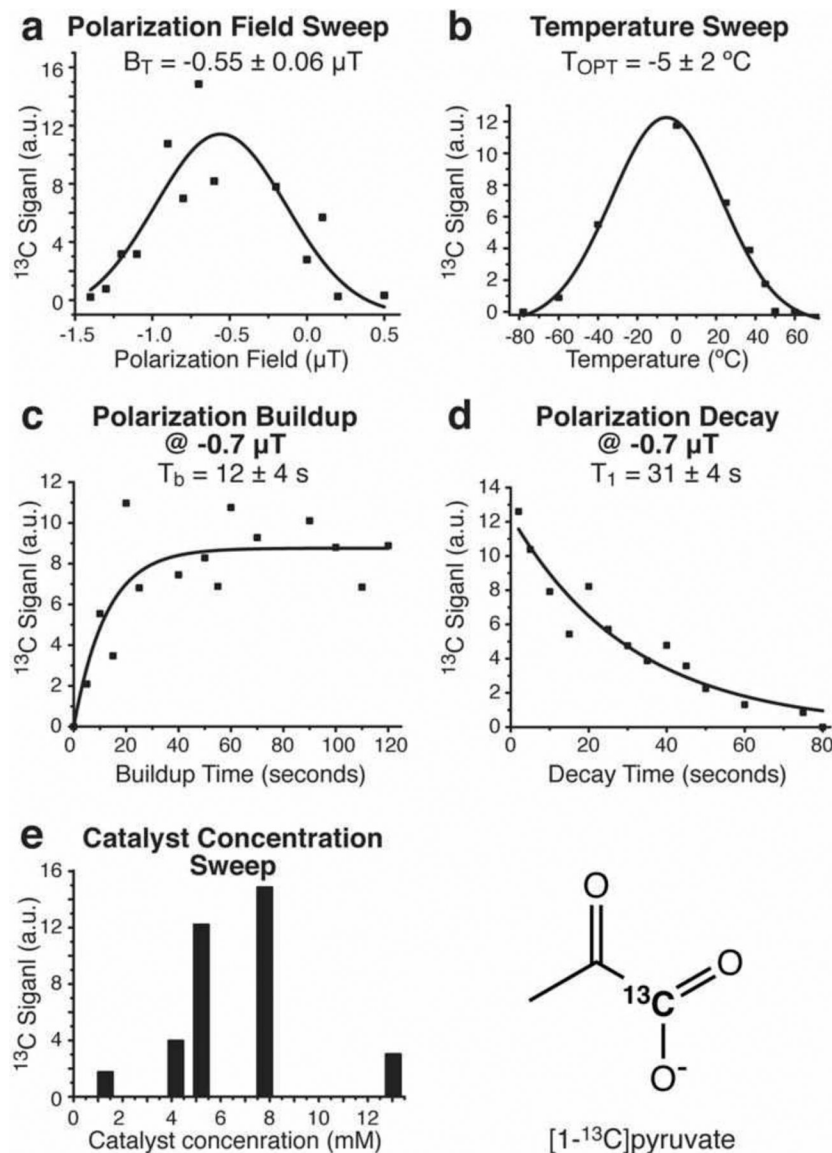 a Polarization Field Sweep
B_T = -0.55 ± 0.06 µT
¹³C Siganl (a.u.)
16
12
8
4
0
-1.5 -1.0 -0.5 0.0 0.5
Polarization Field (µT)
b Temperature Sweep
T_OPT = -5 ± 2 ºC
¹³C Siganl (a.u.)
12
10
8
6
4
2
0
-80 -60 -40 -20 0 20 40 60
Temperature (ºC)
c Polarization Buildup
@ -0.7 µT
T_b = 12 ± 4 s
¹³C Siganl (a.u.)
12
10
8
6
4
2
0
0 20 40 60 80 100 120
Buildup Time (seconds)
d Polarization Decay
@ -0.7 µT
T₁ = 31 ± 4 s
¹³C Siganl (a.u.)
14
12
10
8
6
4
2
0
0 20 40 60 80
Decay Time (seconds)
e Catalyst Concentration
Sweep
¹³C Siganl (a.u.)
16
12
8
4
0
0 2 4 6 8 10 12
Catalyst concenration (mM)
O
¹³C
O
O⁻
[1-¹³C]pyruvate